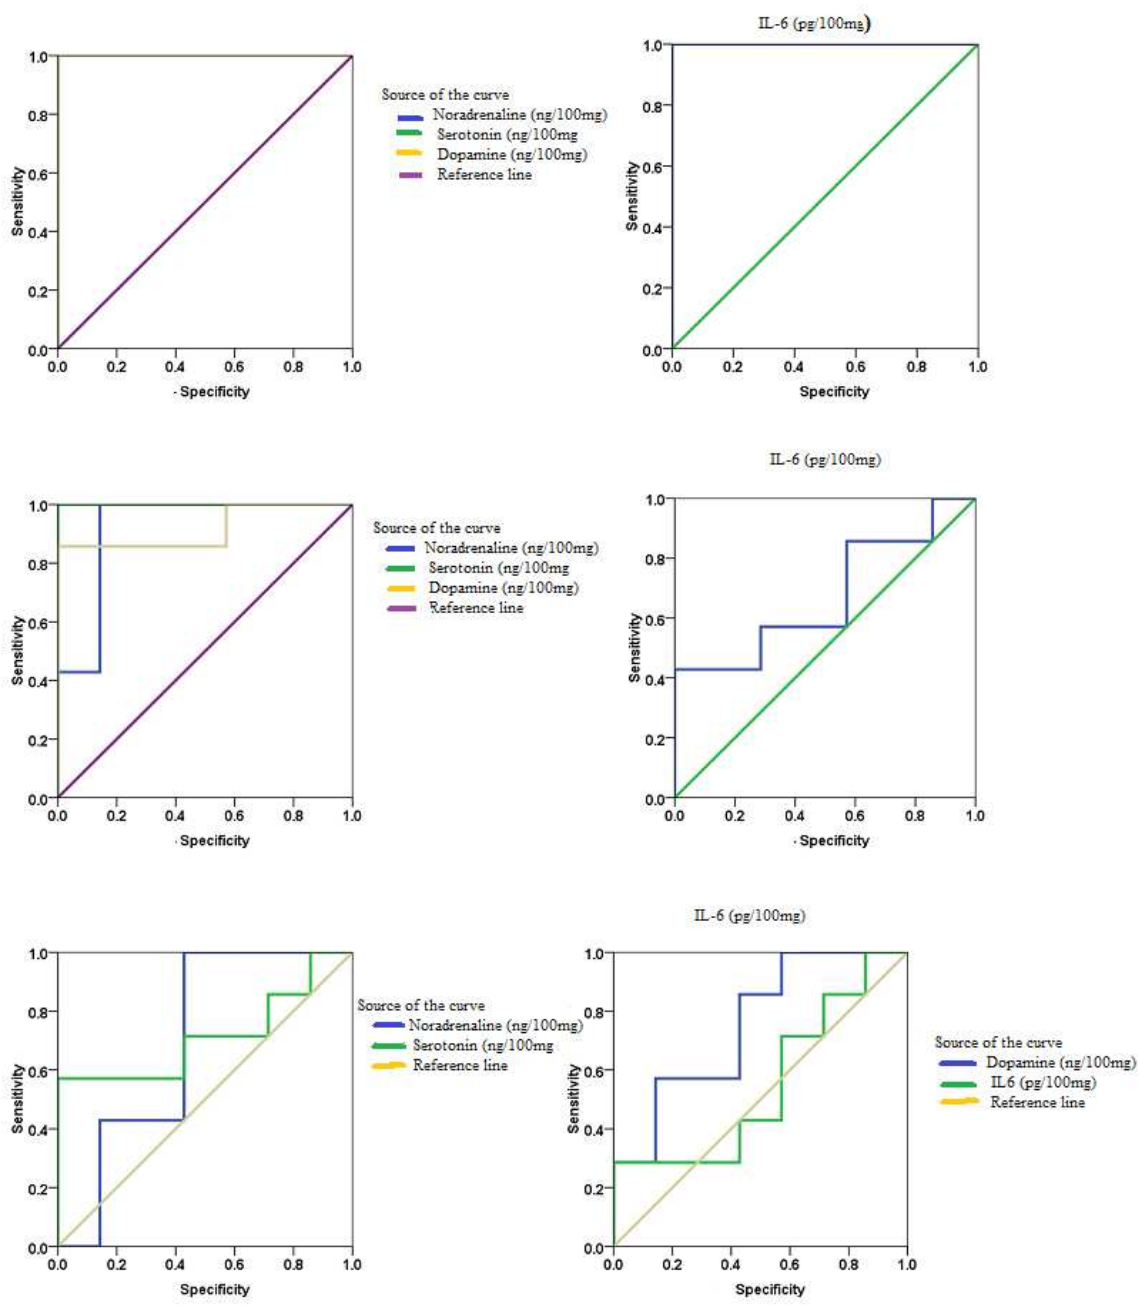 IL-6 (pg/100mg)
1.0
0.8
0.6
0.4
0.2
0.0
Sensitivity
0.0 0.2 0.4 0.6 0.8 1.0
- Specificity
Source of the curve
Noradrenaline (ng/100mg)
Serotonin (ng/100mg
Dopamine (ng/100mg)
Reference line
1.0
0.8
0.6
0.4
0.2
0.0
Sensitivity
0.0 0.2 0.4 0.6 0.8 1.0
Specificity
IL-6 (pg/100mg)
1.0
0.8
0.6
0.4
0.2
0.0
Sensitivity
0.0 0.2 0.4 0.6 0.8 1.0
- Specificity
Source of the curve
Noradrenaline (ng/100mg)
Serotonin (ng/100mg
Dopamine (ng/100mg)
Reference line
1.0
0.8
0.6
0.4
0.2
0.0
Sensitivity
0.0 0.2 0.4 0.6 0.8 1.0
- Specificity
IL-6 (pg/100mg)
1.0
0.8
0.6
0.4
0.2
0.0
Sensitivity
0.0 0.2 0.4 0.6 0.8 1.0
Specificity
Source of the curve
Noradrenaline (ng/100mg)
Serotonin (ng/100mg
Reference line
1.0
0.8
0.6
0.4
0.2
0.0
Sensitivity
0.0 0.2 0.4 0.6 0.8 1.0
Specificity
Source of the curve
Dopamine (ng/100mg)
IL6 (pg/100mg)
Reference line